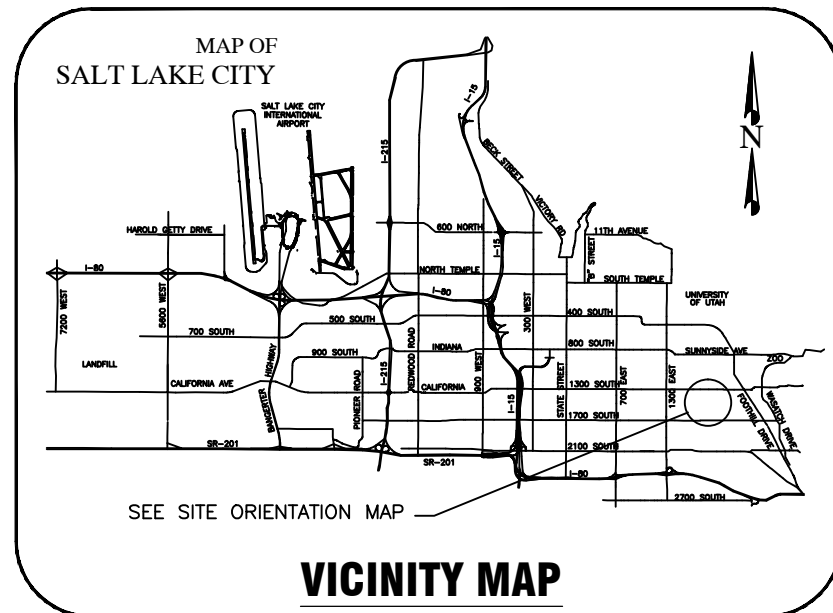 MAP OF
SALT LAKE CITY
SALT LAKE CITY
INTERNATIONAL
AIRPORT
N
I-15
I-215
BECK STREET
VICTORY RD
HAROLD GETTY DRIVE
600 NORTH
I-15
11TH AVENUE
"B" STREET
I-80
NORTH TEMPLE
SOUTH TEMPLE
I-80
UNIVERSITY
OF UTAH
7200 WEST
5600 WEST
300 WEST
400 SOUTH
500 SOUTH
700 SOUTH
REDWOOD ROAD
INDIANA
800 SOUTH
SUNNYSIDE AVE
900 SOUTH
ZOO
LANDFILL
BANGERTER HIGHWAY
I-215
900 WEST
CALIFORNIA AVE
CALIFORNIA
1300 SOUTH
STATE STREET
700 EAST
1300 EAST
PIONEER ROAD
I-15
1700 SOUTH
FOOTHILL DRIVE
WASATCH DRIVE
SR-201
2100 SOUTH
SR-201
I-80
2700 SOUTH
SEE SITE ORIENTATION MAP
VICINITY MAP